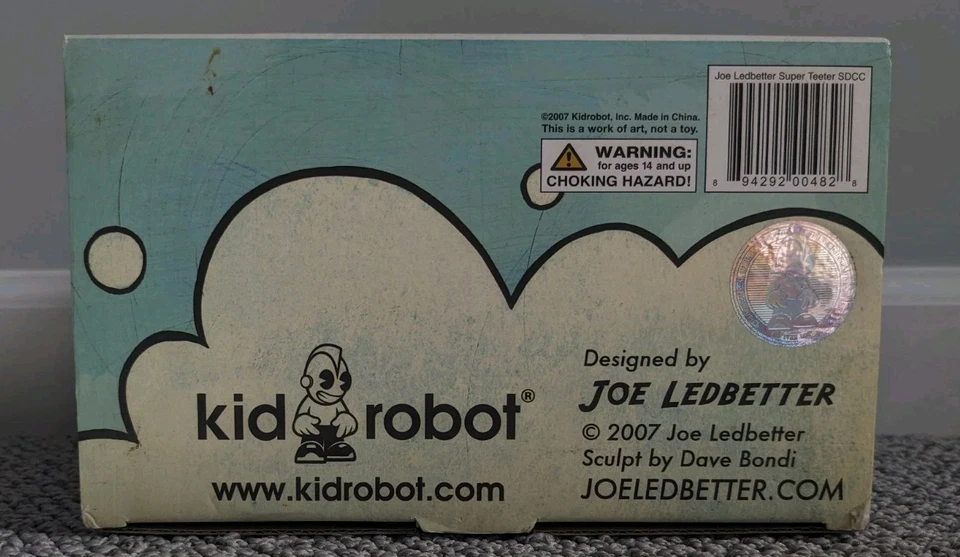 Joe Ledbetter Super Teeter SDCC
8 94292 00482 8
©2007 Kidrobot, Inc. Made in China.
This is a work of art, not a toy.
WARNING:
for ages 14 and up
CHOKING HAZARD!
kidrobot®
www.kidrobot.com
Designed by
JOE LEDBETTER
© 2007 Joe Ledbetter
Sculpt by Dave Bondi
JOELEDBETTER.COM